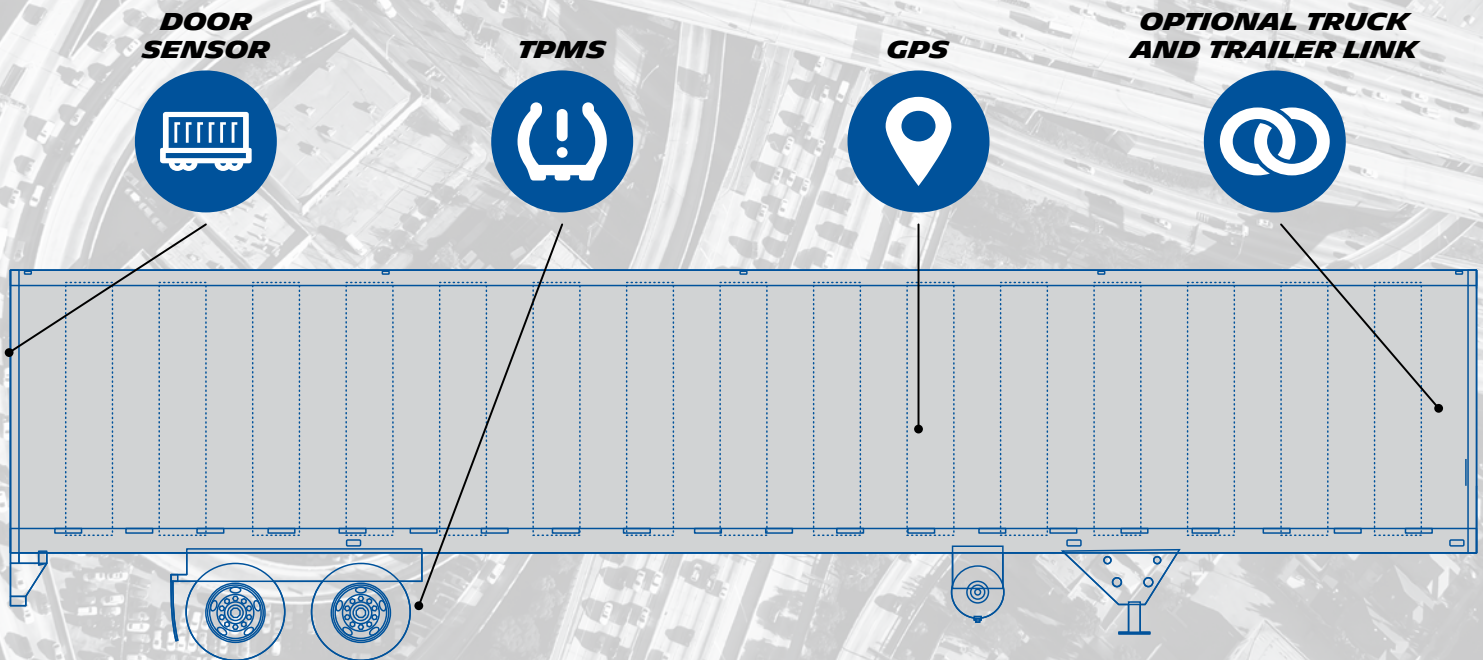 DOOR
SENSOR
TPMS
GPS
OPTIONAL TRUCK
AND TRAILER LINK